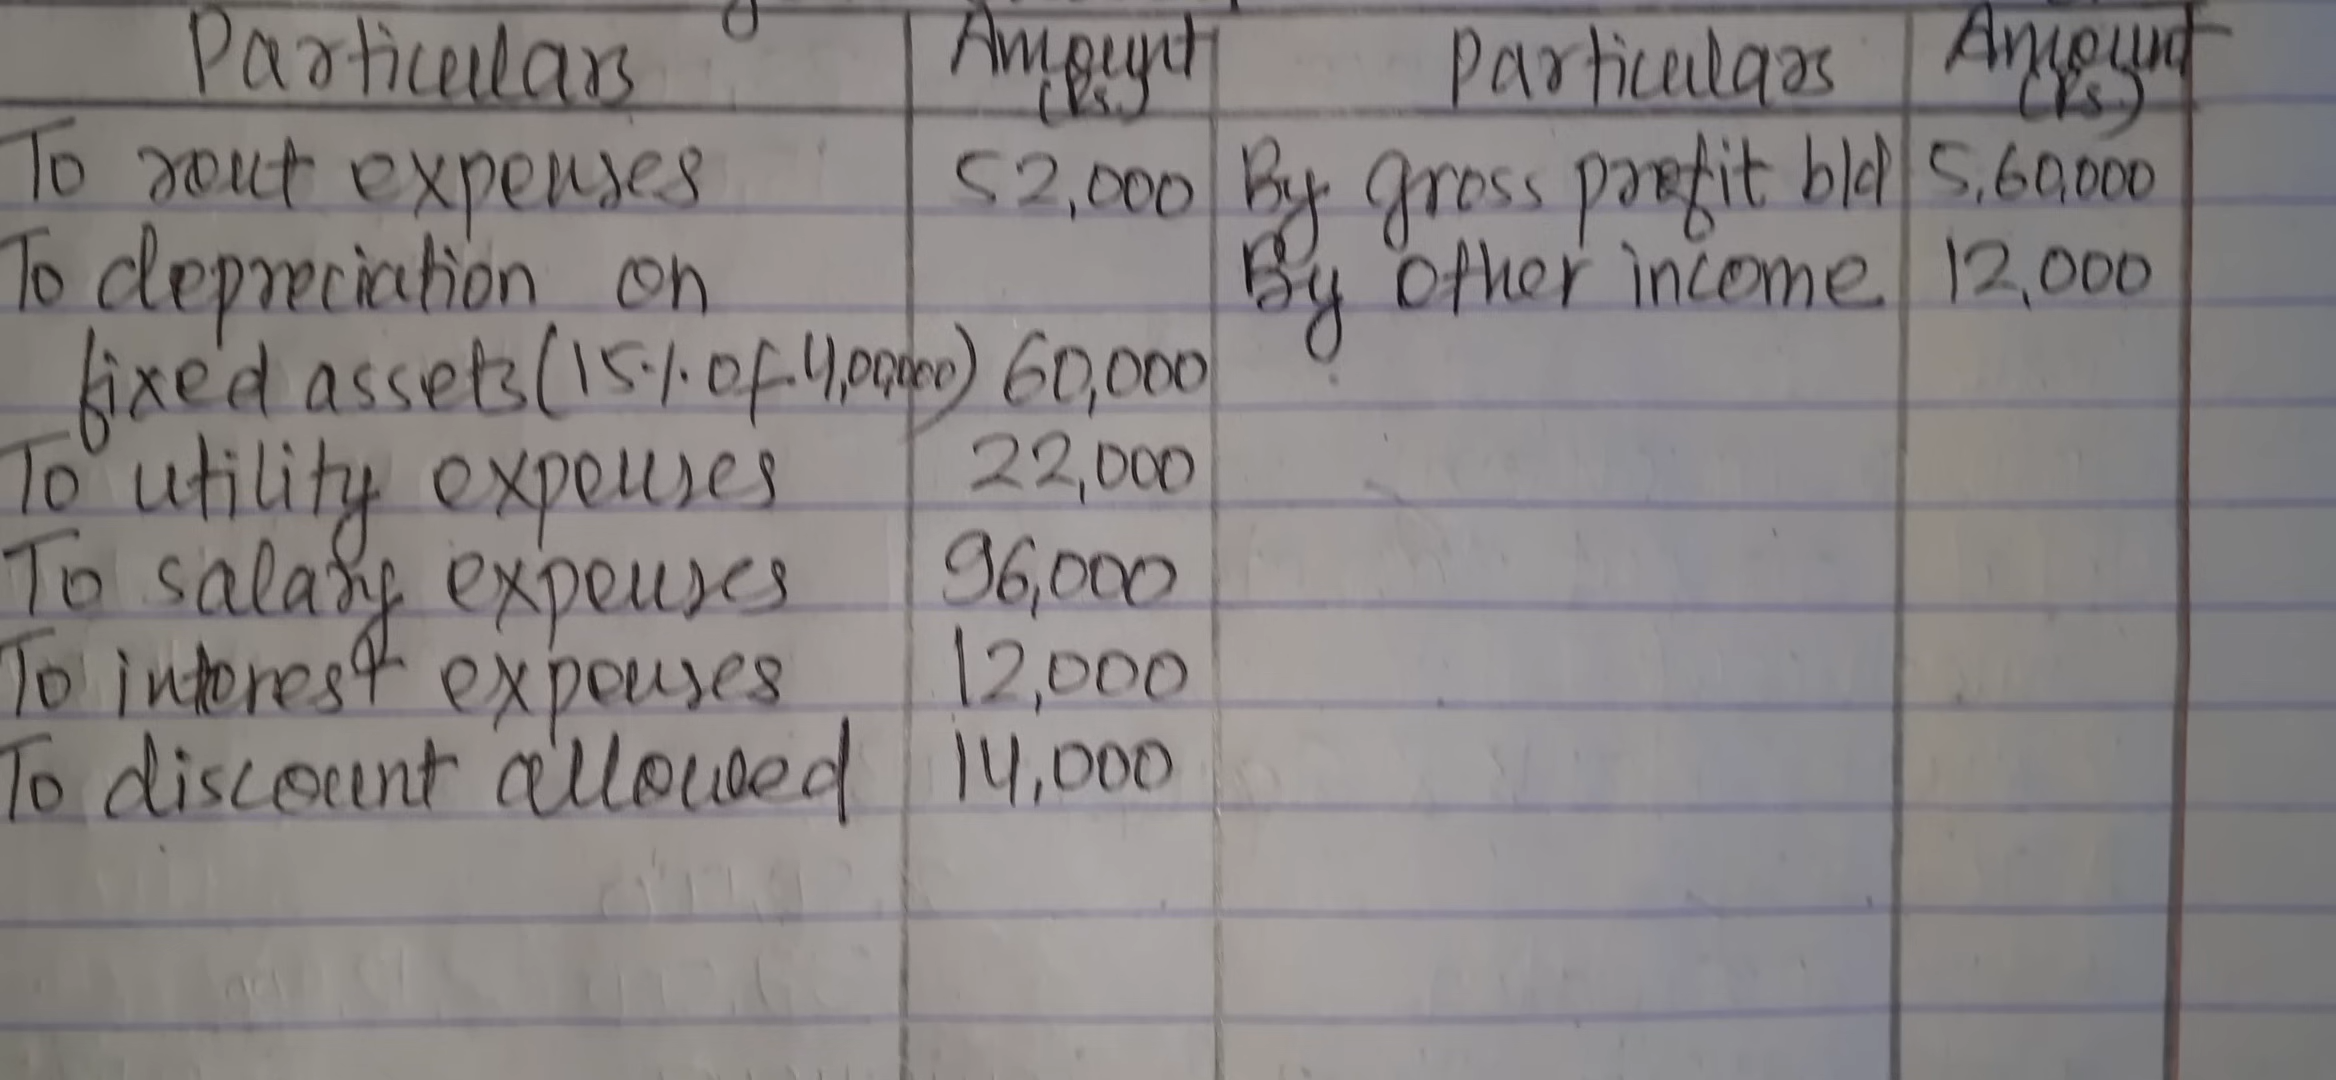 Particulars Amount (Rs.) Particulars Amount (Rs.)
To rent expenses 52,000 By gross profit b/d 5,60,000
To depreciation on By other income 12,000
fixed assets (15% of 4,00,000) 60,000
To utility expenses 22,000
To salary expenses 96,000
To interest expenses 12,000
To discount allowed 14,000